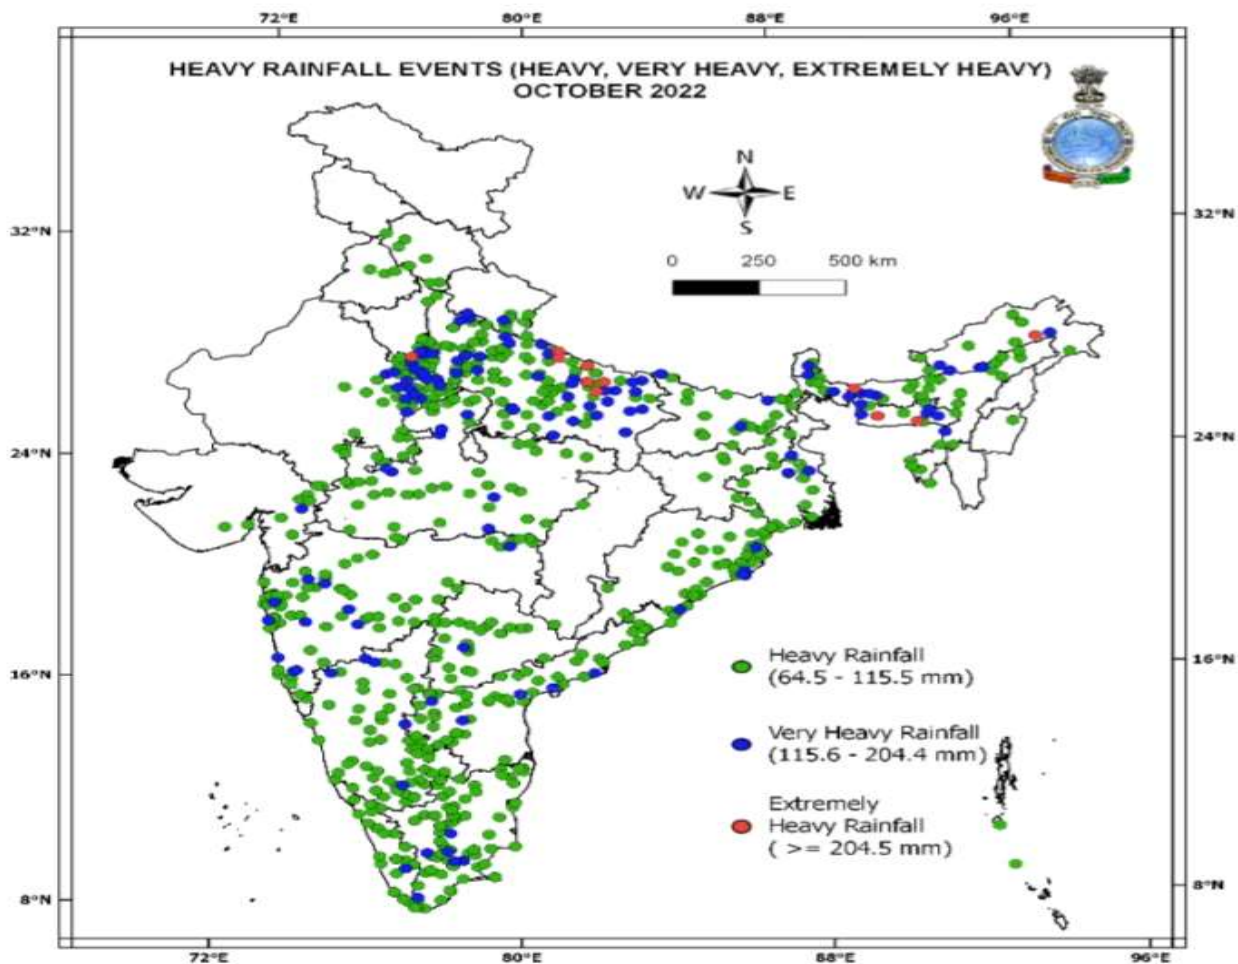 72°E 80°E 88°E 96°E
HEAVY RAINFALL EVENTS (HEAVY, VERY HEAVY, EXTREMELY HEAVY)
OCTOBER 2022
N
W E
S
32°N 32°N
0 250 500 km
24°N 24°N
Heavy Rainfall
(64.5 - 115.5 mm)
16°N 16°N
Very Heavy Rainfall
(115.6 - 204.4 mm)
Extremely
Heavy Rainfall
( >= 204.5 mm)
8°N 8°N
72°E 80°E 88°E 96°E